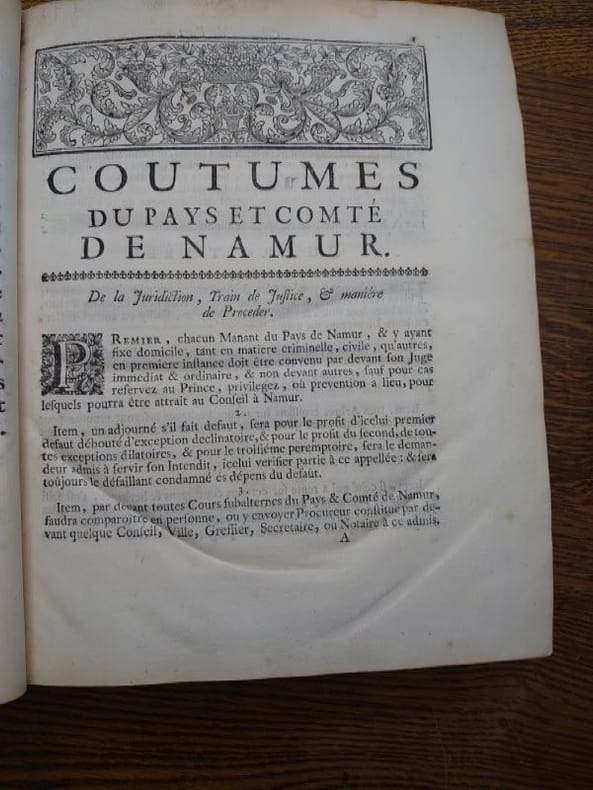 COUTUMES
DU PAYS ET COMTÉ
DE NAMUR.
De la Juridiction, Train de Justice, & maniére
de Proceder.
PREMIER, chacun Manant du Pays de Namur, & y ayant
fixe domicile, tant en matiere criminelle, civile, qu'autres,
en premiere instance doit être convenu par devant son Juge
immediat & ordinaire, & non devant autres, sauf pour cas
reservez au Prince, privilegez, où prevention a lieu, pour
lesquels pourra être attrait au Conseil à Namur.
2.
Item, un adjourné s'il fait defaut, sera pour le profit d'icelui premier
defaut débouté d'exception declinatoire, & pour le profit du second, de tou-
tes exceptions dilatoires, & pour le troisiéme peremptoire, sera le deman-
deur admis à servir son Intendit, icelui verifier partie à ce appellée: & sera
toûjours le défaillant condamné és dépens du defaut.
3.
Item, par devant toutes Cours subalternes du Pays & Comté de Namur,
faudra comparoître en personne, ou y envoyer Procureur constitué par de-
vant quelque Conseil, Ville, Greffier, Secretaire, ou Notaire à ce admis.
A